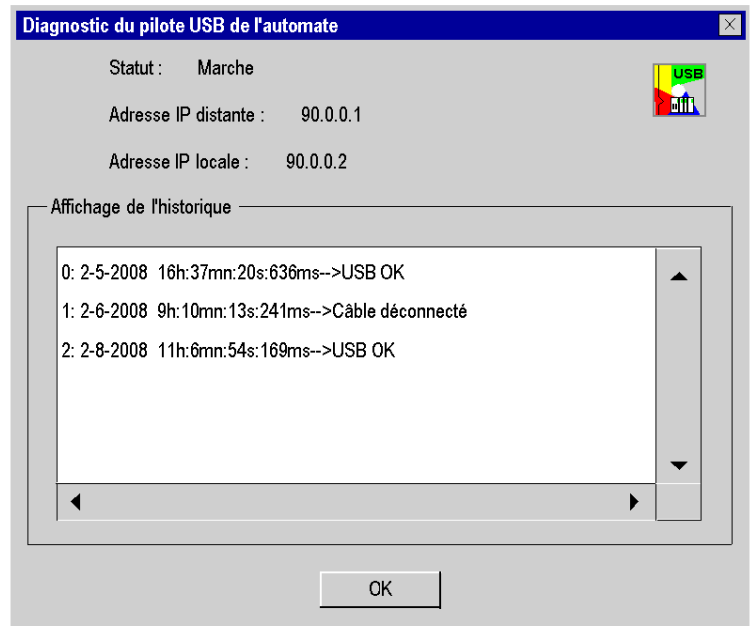 Diagnostic du pilote USB de l'automate
Statut : Marche
USB
Adresse IP distante : 90.0.0.1
Adresse IP locale : 90.0.0.2
Affichage de l'historique
0: 2-5-2008 16h:37mn:20s:636ms-->USB OK
1: 2-6-2008 9h:10mn:13s:241ms-->Câble déconnecté
2: 2-8-2008 11h:6mn:54s:169ms-->USB OK
OK